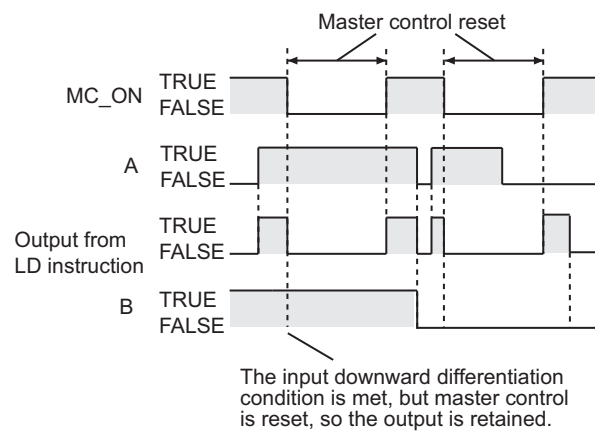 Master control reset
MC_ON
TRUE
FALSE
A
TRUE
FALSE
Output from
LD instruction
TRUE
FALSE
B
TRUE
FALSE
The input downward differentiation
condition is met, but master control
is reset, so the output is retained.